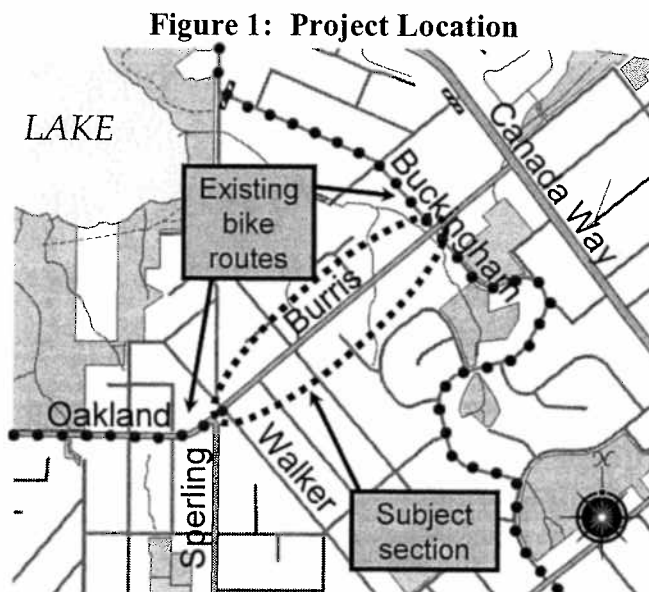 Figure 1: Project Location
LAKE
Canada Way
Buckingham
Existing
bike
routes
Burris
Oakland
Sperling
Walker
Subject
section